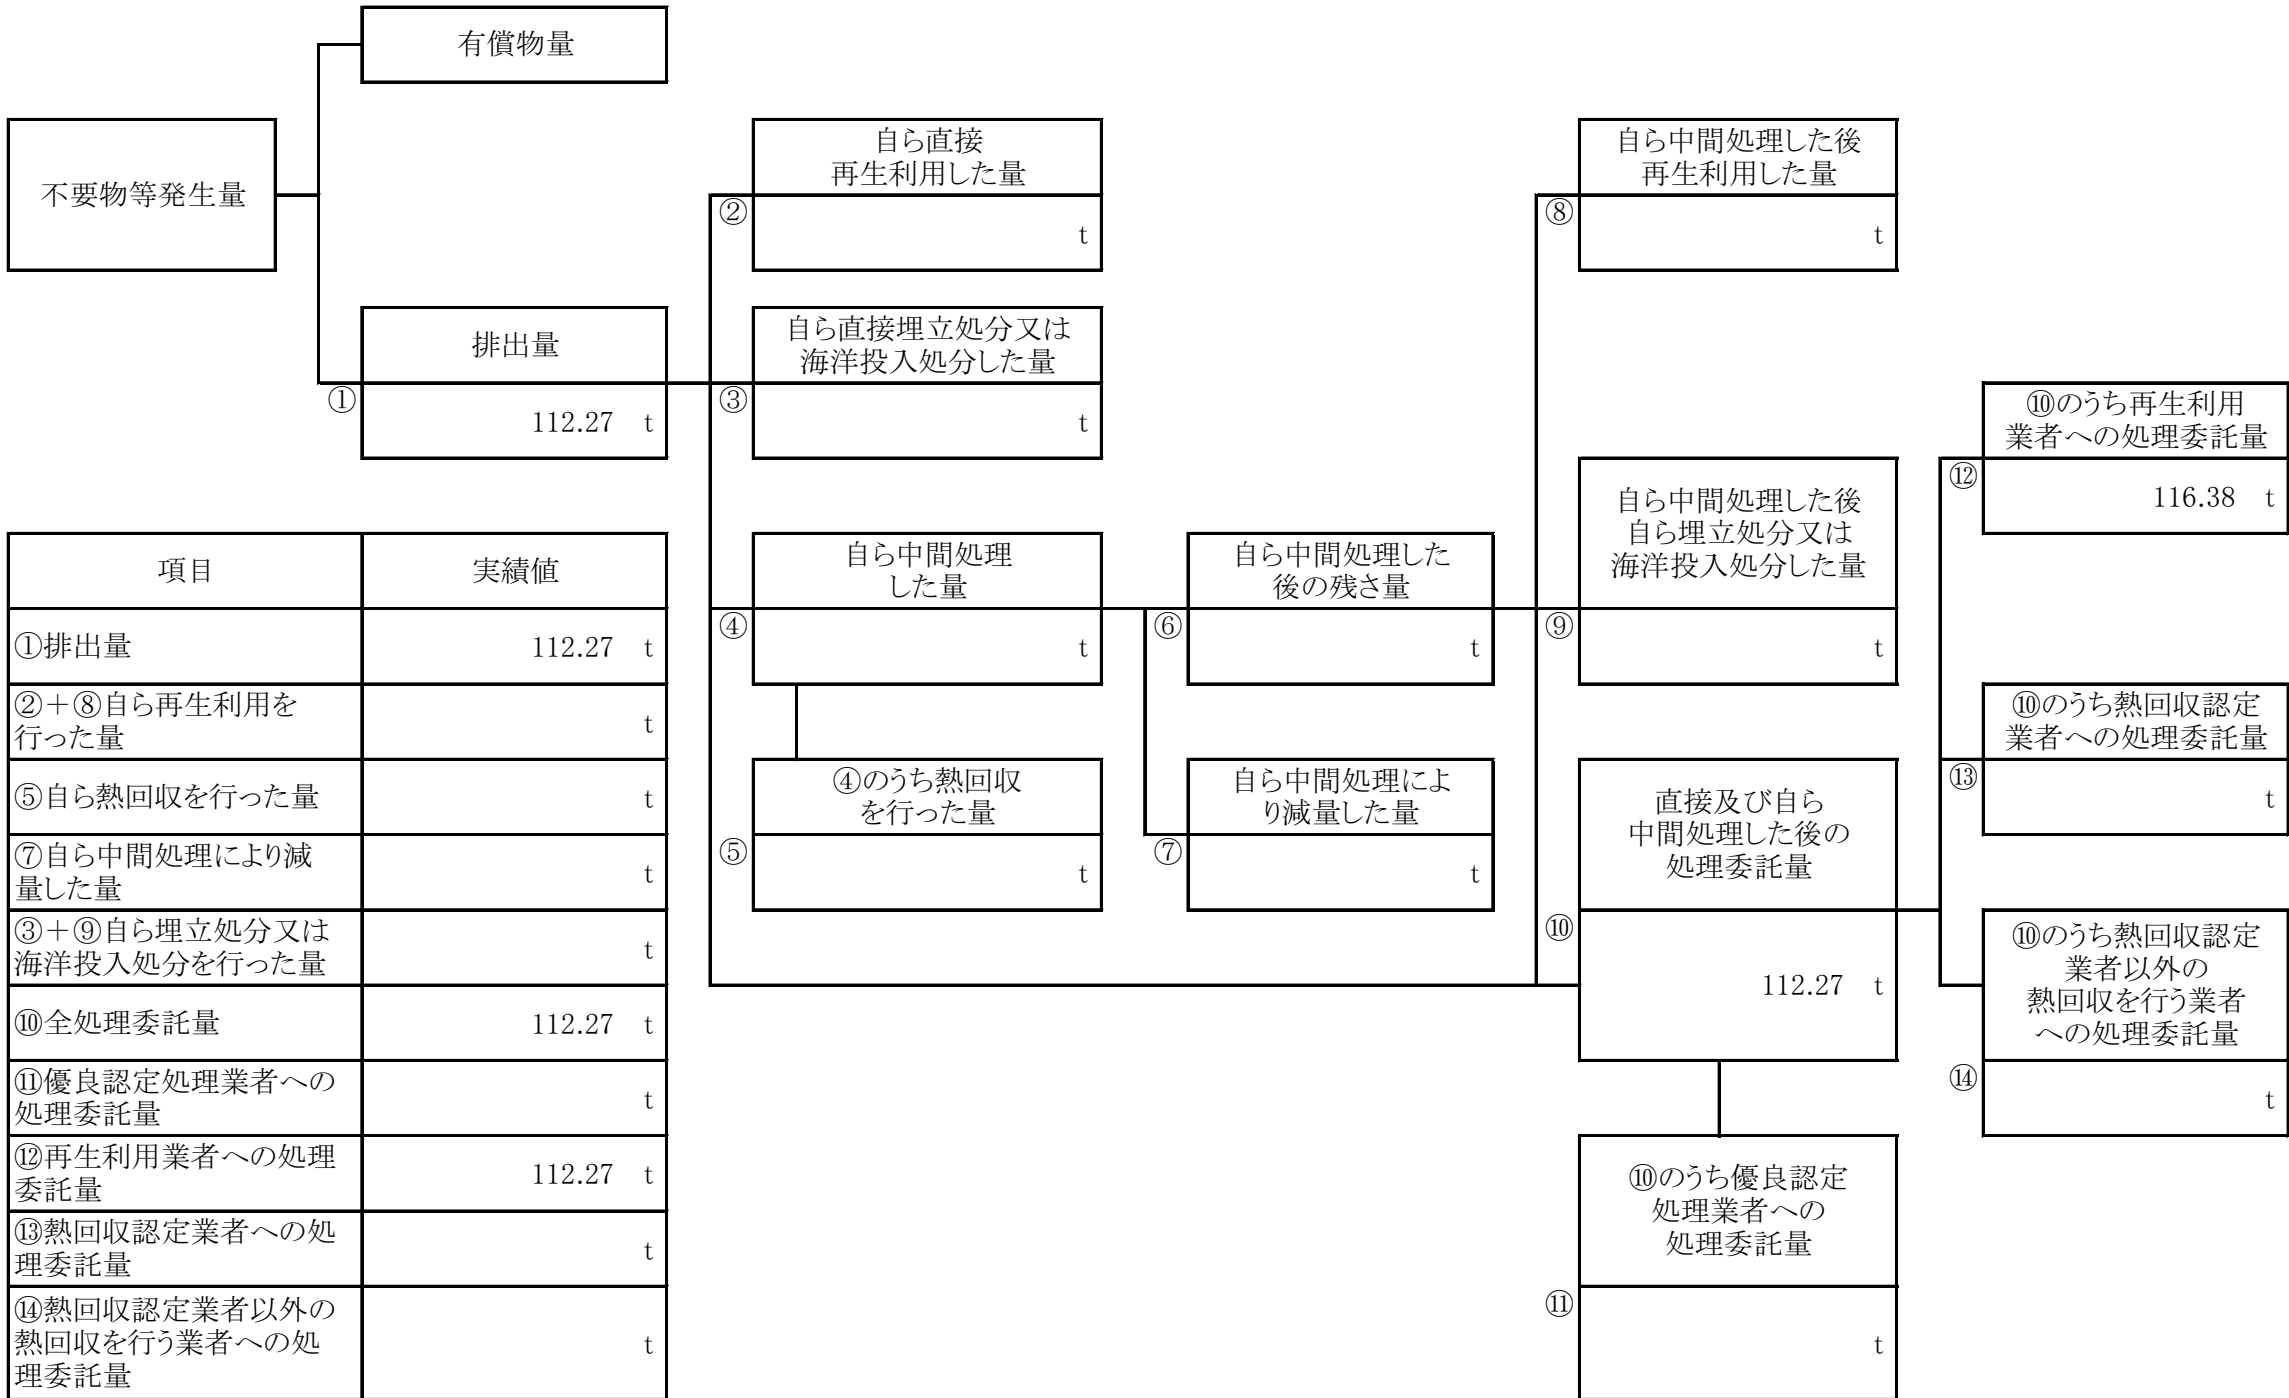 有償物量
不要物等発生量
排出量
①
112.27 t
自ら直接
再生利用した量
②
t
自ら直接埋立処分又は
海洋投入処分した量
③
t
自ら中間処理
した量
④
t
④のうち熱回収
を行った量
⑤
t
自ら中間処理した
後の残さ量
⑥
t
自ら中間処理によ
り減量した量
⑦
t
自ら中間処理した後
再生利用した量
⑧
t
自ら中間処理した後
自ら埋立処分又は
海洋投入処分した量
⑨
t
直接及び自ら
中間処理した後の
処理委託量
⑩
112.27 t
⑩のうち優良認定
処理業者への
処理委託量
⑪
t
⑩のうち再生利用
業者への処理委託量
⑫
116.38 t
⑩のうち熱回収認定
業者への処理委託量
⑬
t
⑩のうち熱回収認定
業者以外の
熱回収を行う業者
への処理委託量
⑭
t
項目 実績値
①排出量 112.27 t
②＋⑧自ら再生利用を
行った量 t
⑤自ら熱回収を行った量 t
⑦自ら中間処理により減
量した量 t
③＋⑨自ら埋立処分又は
海洋投入処分を行った量 t
⑩全処理委託量 112.27 t
⑪優良認定処理業者への
処理委託量 t
⑫再生利用業者への処理
委託量 112.27 t
⑬熱回収認定業者への処
理委託量 t
⑭熱回収認定業者以外の
熱回収を行う業者への処
理委託量 t